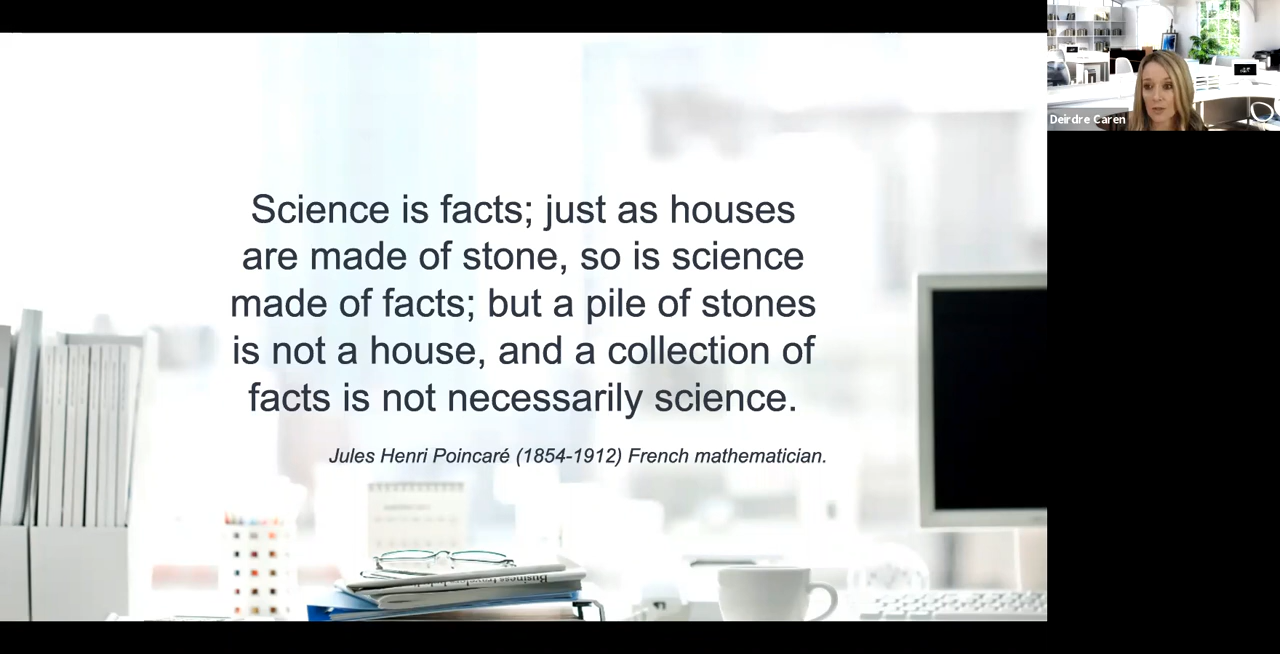 Science is facts; just as houses
are made of stone, so is science
made of facts; but a pile of stones
is not a house, and a collection of
facts is not necessarily science.
Jules Henri Poincaré (1854-1912) French mathematician.
Deirdre Caren
Business